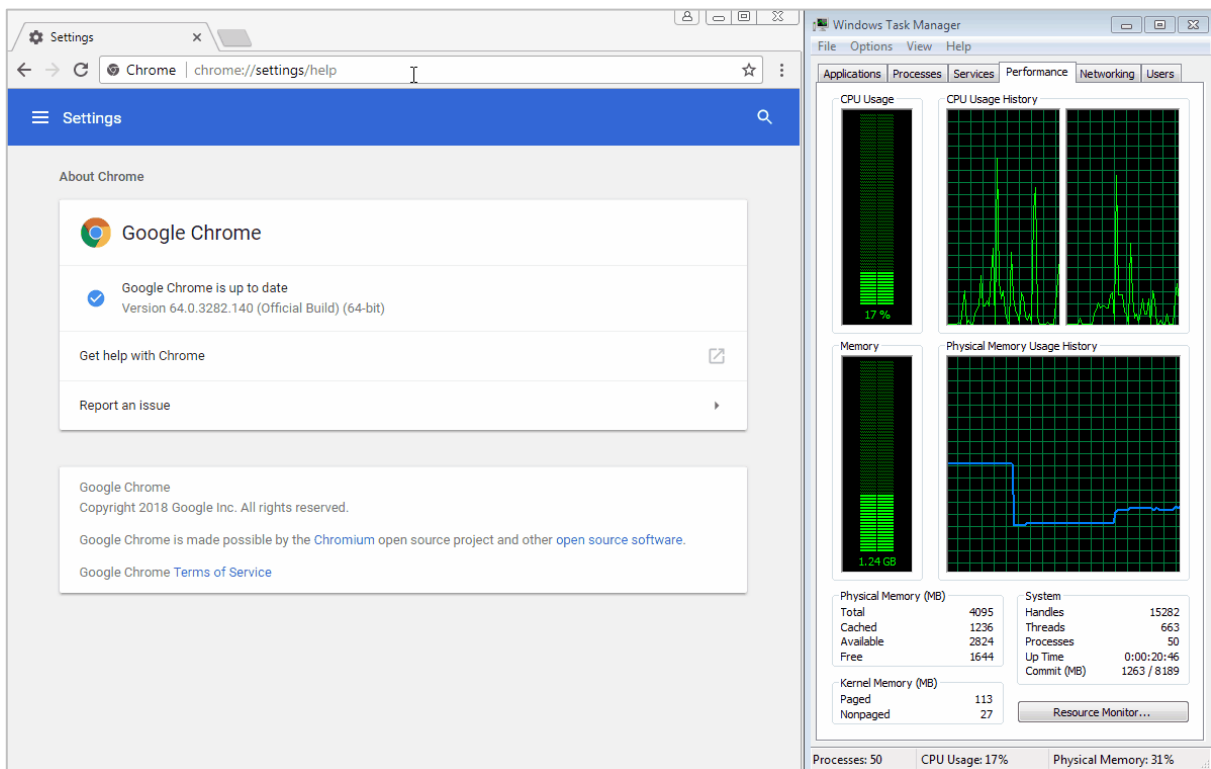 Settings
Chrome chrome://settings/help
Settings
About Chrome
Google Chrome
Google Chrome is up to date
Version 64.0.3282.140 (Official Build) (64-bit)
Get help with Chrome
Report an issue
Google Chrome
Copyright 2018 Google Inc. All rights reserved.
Google Chrome is made possible by the Chromium open source project and other open source software.
Google Chrome Terms of Service
Windows Task Manager
File Options View Help
Applications Processes Services Performance Networking Users
CPU Usage
CPU Usage History
17 %
Memory
Physical Memory Usage History
1.24 GB
Physical Memory (MB)
Total 4095
Cached 1236
Available 2824
Free 1644
Kernel Memory (MB)
Paged 113
Nonpaged 27
System
Handles 15282
Threads 663
Processes 50
Up Time 0:00:20:46
Commit (MB) 1263 / 8189
Resource Monitor...
Processes: 50 CPU Usage: 17% Physical Memory: 31%